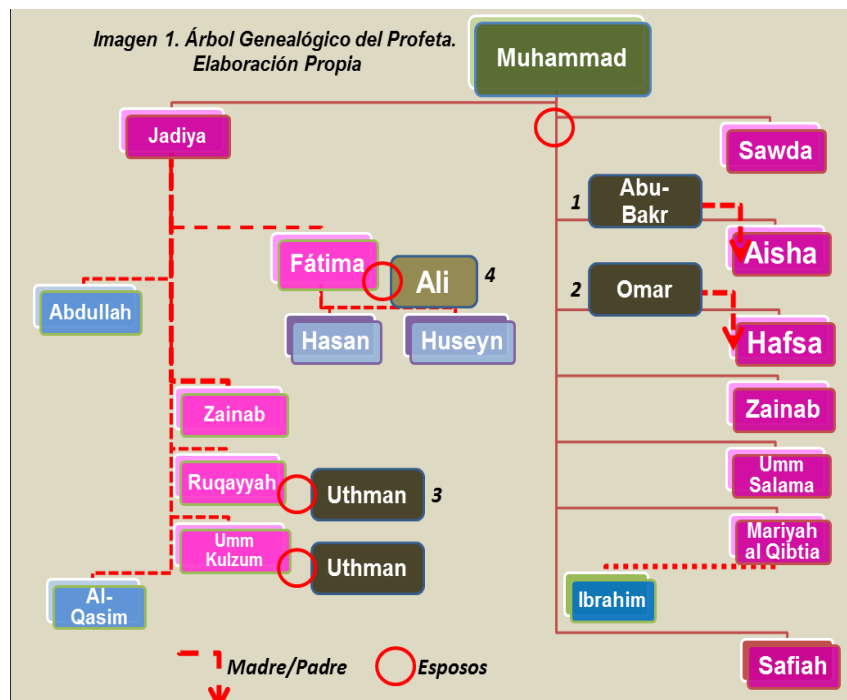 Imagen 1. Árbol Genealógico del Profeta.
Elaboración Propia
Muhammad
Jadiya
Sawda
1
Abu-
Bakr
Aisha
Fátima
Ali
4
2
Omar
Abdullah
Hasan
Huseyn
Hafsa
Zainab
Zainab
Ruqayyah
Uthman
3
Umm
Salama
Umm
Kulzum
Uthman
Mariyah
al Qibtia
Al-
Qasim
Ibrahim
Madre/Padre
Esposos
Safiah